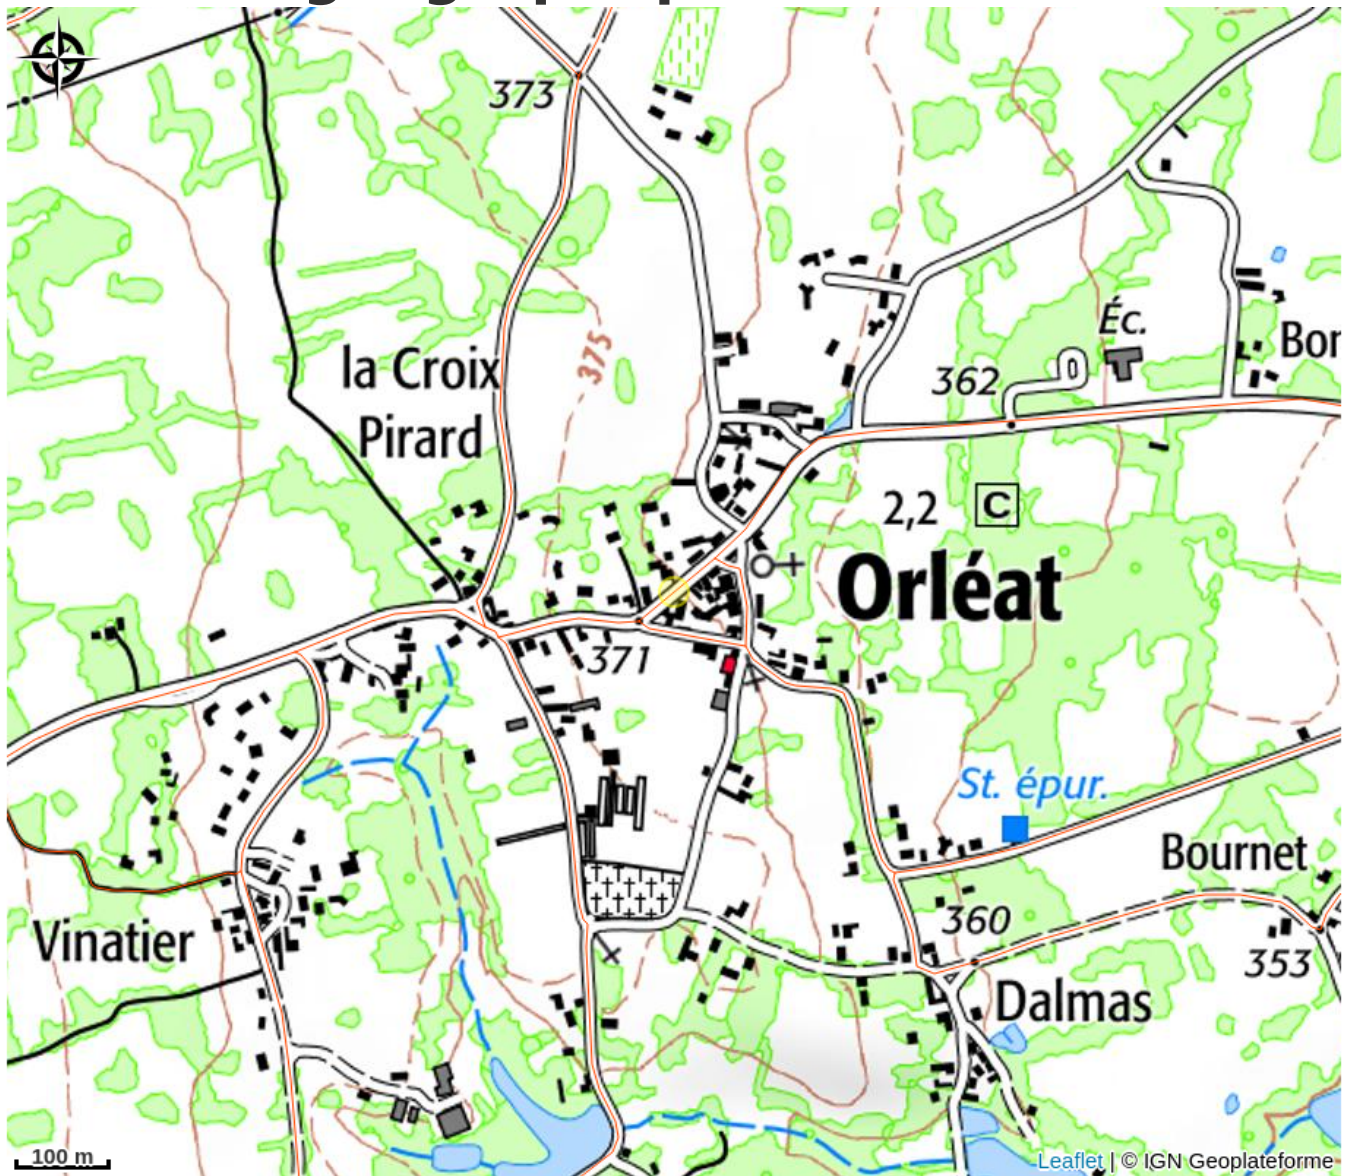 373
375
Éc.
la Croix
Pirard
362
Bor
2,2 C
Orléat
371
St. épur.
Bournet
360
Vinatier
353
Dalmas
100 m
Leaflet | © IGN Geoplateforme